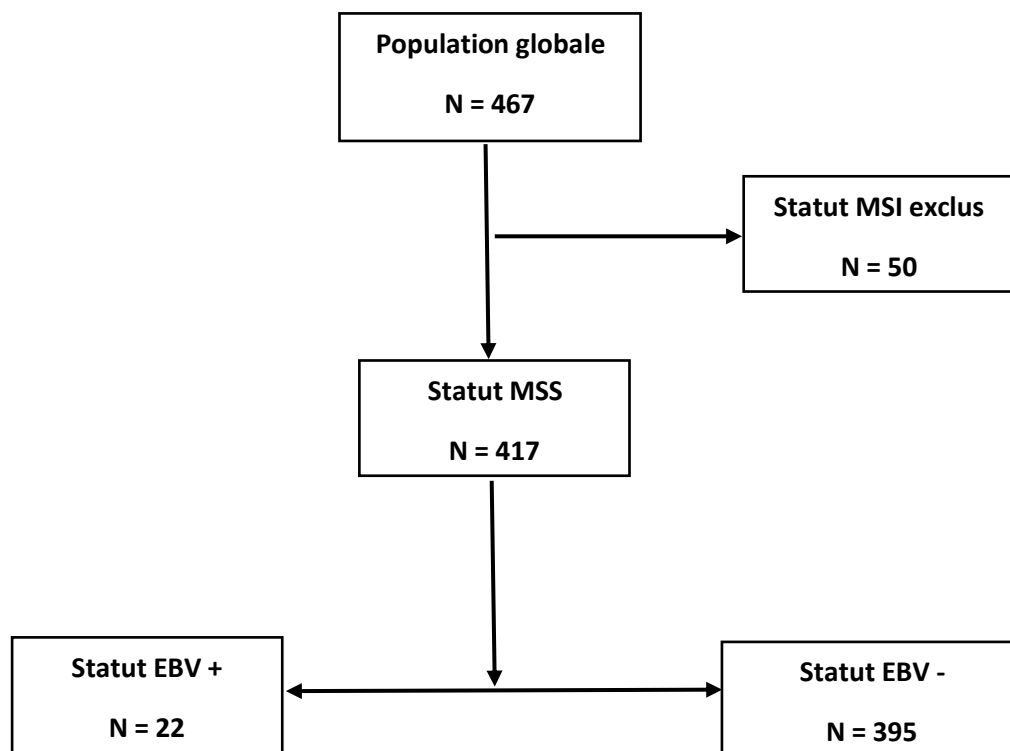 Population globale
N = 467
Statut MSI exclus
N = 50
Statut MSS
N = 417
Statut EBV +
N = 22
Statut EBV -
N = 395